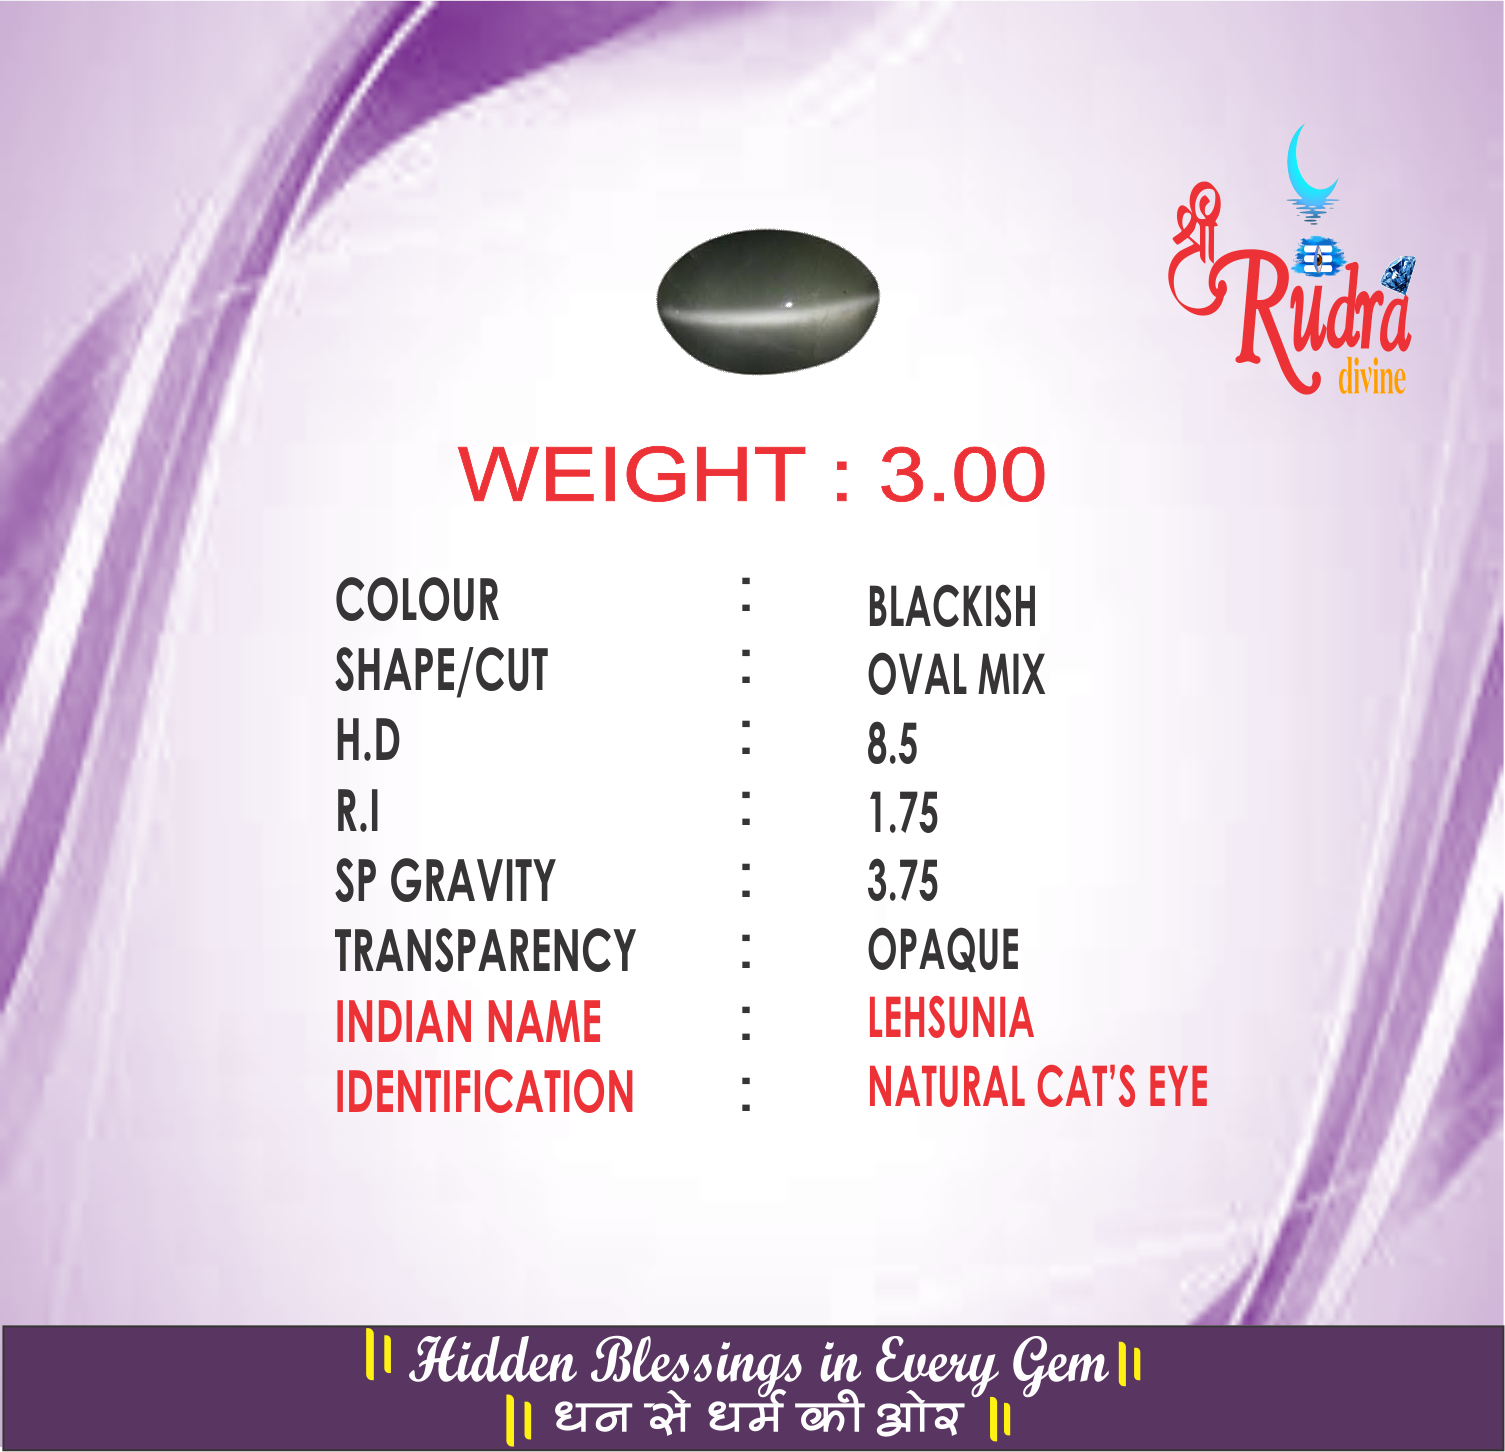 श्री
Rudra
divine
WEIGHT : 3.00
COLOUR : BLACKISH
SHAPE/CUT : OVAL MIX
H.D : 8.5
R.I : 1.75
SP GRAVITY : 3.75
TRANSPARENCY : OPAQUE
INDIAN NAME : LEHSUNIA
IDENTIFICATION : NATURAL CAT’S EYE
॥ Hidden Blessings in Every Gem ॥
॥ धन से धर्म की ओर ॥